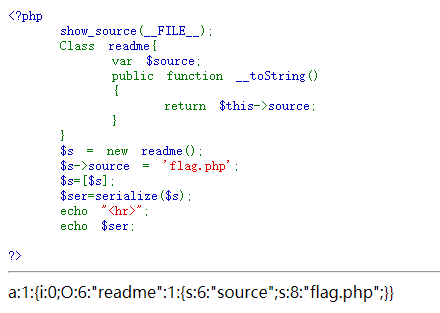 <?php
show_source(__FILE__);
Class readme{
var $source;
public function __toString()
{
return $this->source;
}
}
$s = new readme();
$s->source = 'flag.php';
$s=[$s];
$ser=serialize($s);
echo "<hr>";
echo $ser;
?>
a:1:{i:0;O:6:"readme":1:{s:6:"source";s:8:"flag.php";}}